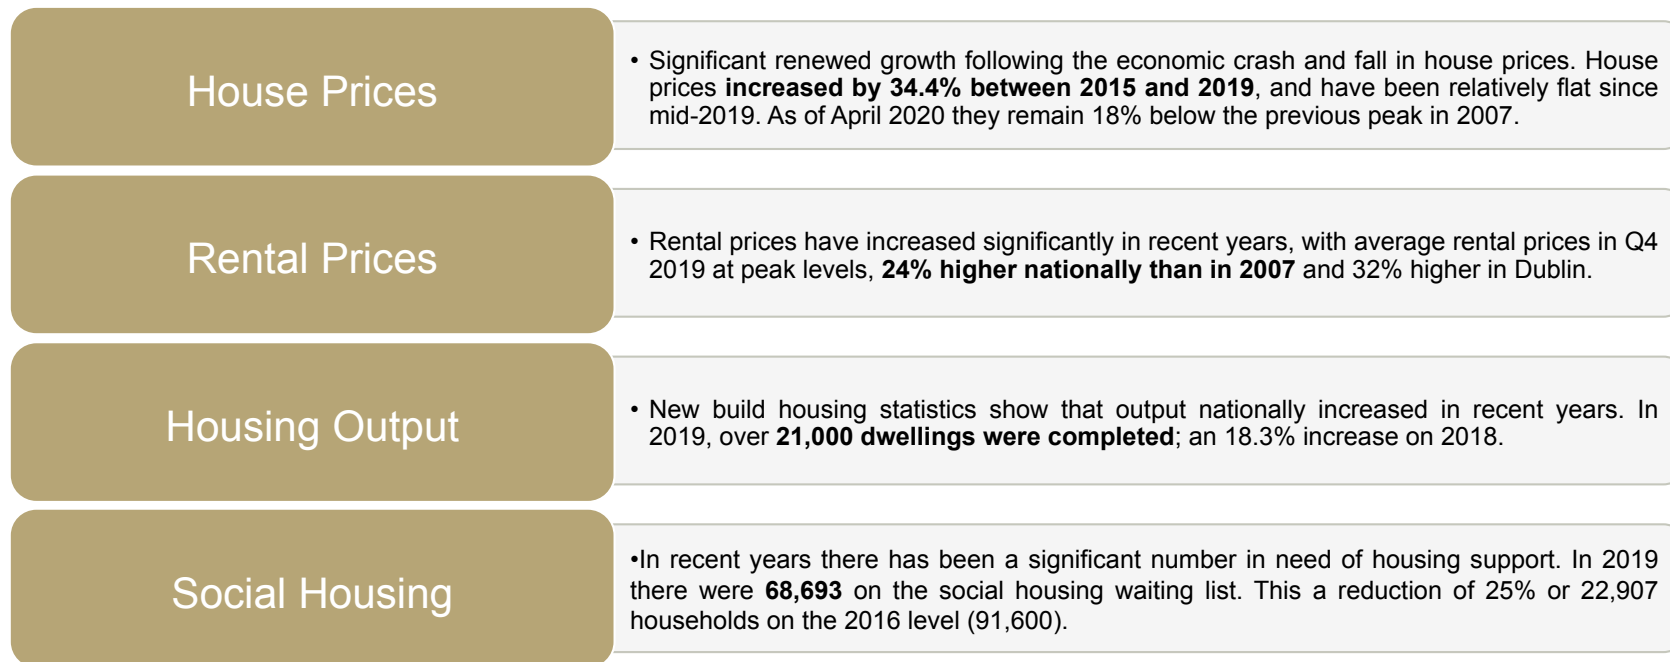 House Prices
• Significant renewed growth following the economic crash and fall in house prices. House
prices increased by 34.4% between 2015 and 2019, and have been relatively flat since
mid-2019. As of April 2020 they remain 18% below the previous peak in 2007.
Rental Prices
• Rental prices have increased significantly in recent years, with average rental prices in Q4
2019 at peak levels, 24% higher nationally than in 2007 and 32% higher in Dublin.
Housing Output
• New build housing statistics show that output nationally increased in recent years. In
2019, over 21,000 dwellings were completed; an 18.3% increase on 2018.
Social Housing
•In recent years there has been a significant number in need of housing support. In 2019
there were 68,693 on the social housing waiting list. This a reduction of 25% or 22,907
households on the 2016 level (91,600).